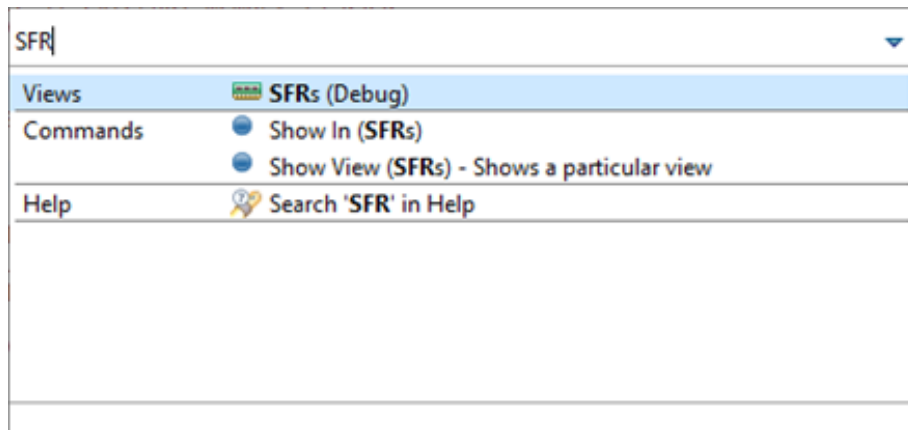 SFR
Views SFRs (Debug)
Commands Show In (SFRs)
Show View (SFRs) - Shows a particular view
Help Search 'SFR' in Help